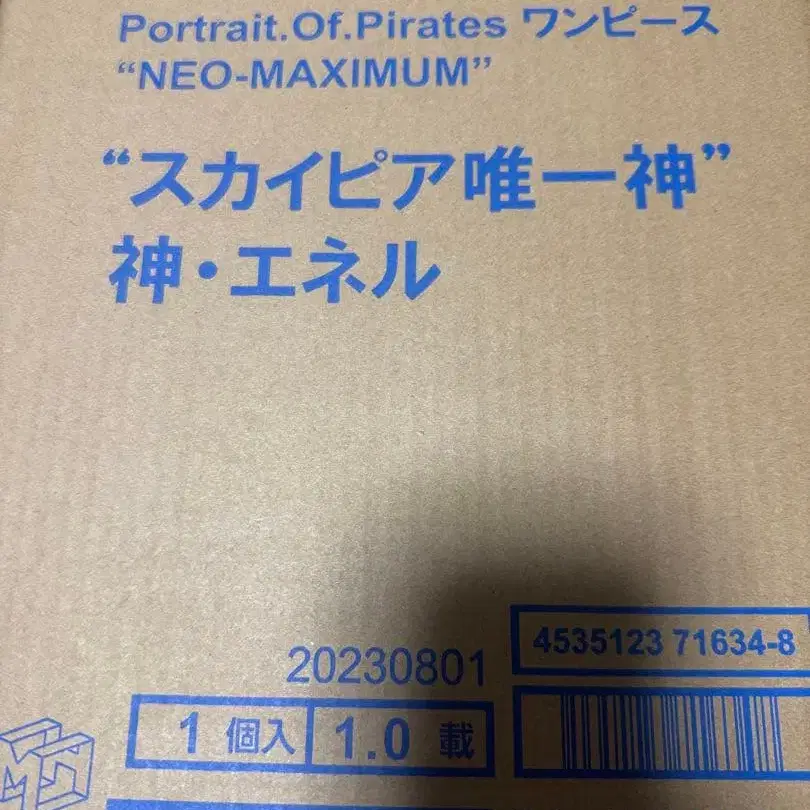 Portrait.Of.Pirates ワンピース
“NEO-MAXIMUM”
“スカイピア唯一神”
神・エネル
20230801
4535123 71634-8
1 個入 1.0 載